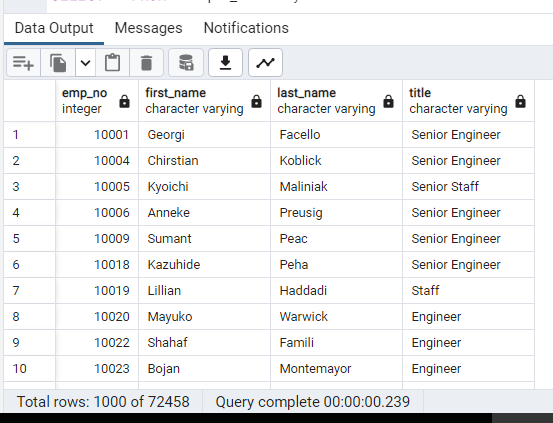 Data Output Messages Notifications
emp_no first_name last_name title
integer character varying character varying character varying
1 10001 Georgi Facello Senior Engineer
2 10004 Chirstian Koblick Senior Engineer
3 10005 Kyoichi Maliniak Senior Staff
4 10006 Anneke Preusig Senior Engineer
5 10009 Sumant Peac Senior Engineer
6 10018 Kazuhide Peha Senior Engineer
7 10019 Lillian Haddadi Staff
8 10020 Mayuko Warwick Engineer
9 10022 Shahaf Famili Engineer
10 10023 Bojan Montemayor Engineer
Total rows: 1000 of 72458 Query complete 00:00:00.239